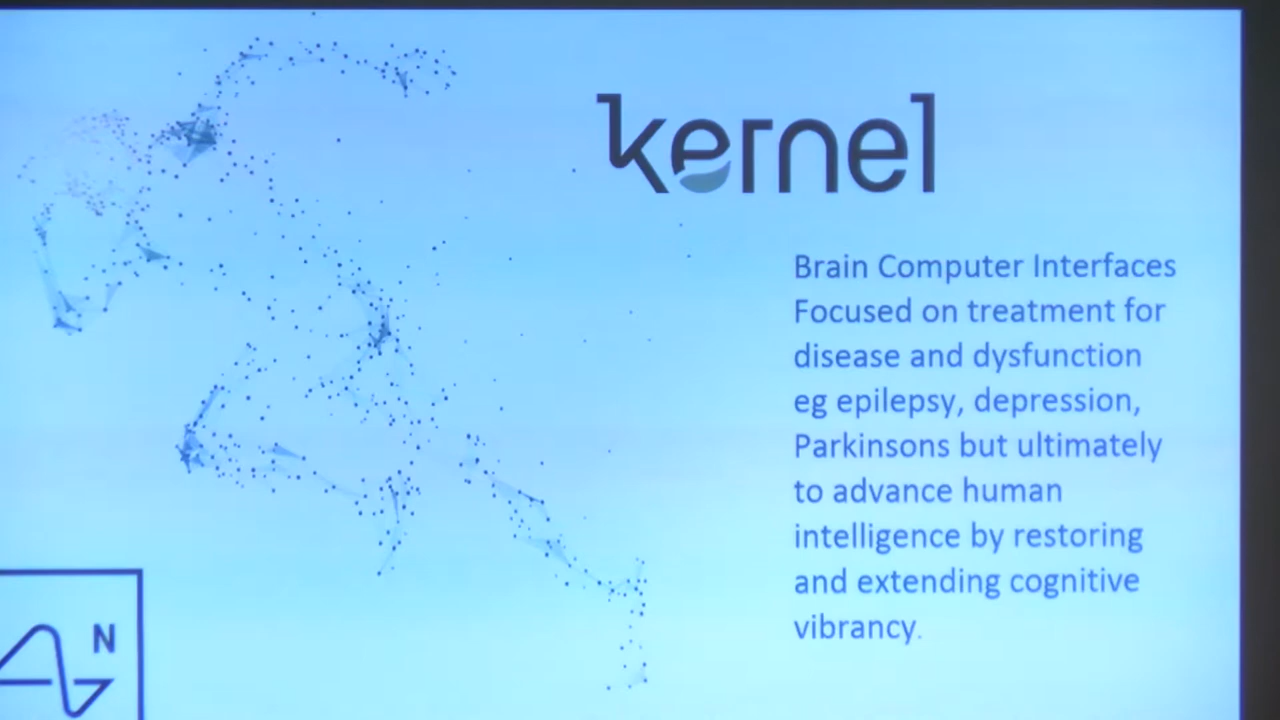 kernel
Brain Computer Interfaces
Focused on treatment for
disease and dysfunction
eg epilepsy, depression,
Parkinsons but ultimately
to advance human
intelligence by restoring
and extending cognitive
vibrancy.
N